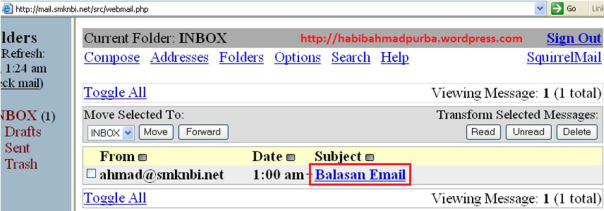 http://mail.smknbi.net/src/webmail.php Go
Current Folder: INBOX http://habibahmadpurba.wordpress.com Sign Out
Compose Addresses Folders Options Search Help SquirrelMail
Toggle All Viewing Message: 1 (1 total)
Move Selected To: Transform Selected Messages:
INBOX Move Forward Read Unread Delete
From Date Subject
ahmad@smknbi.net 1:00 am Balasan Email
Toggle All Viewing Message: 1 (1 total)
lders
Refresh:
, 1:24 am
eck mail)
NBOX (1)
Drafts
Sent
Trash